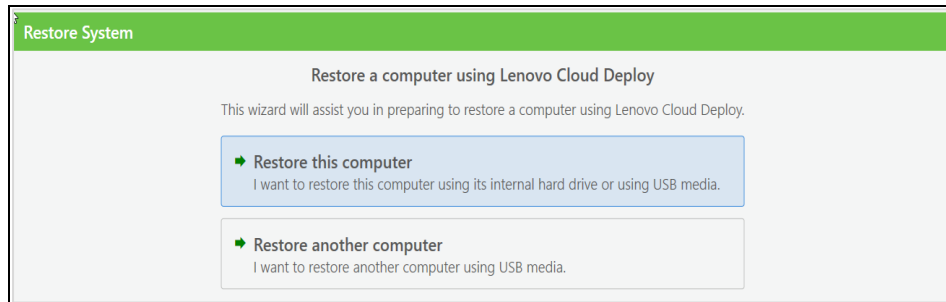 Restore System
Restore a computer using Lenovo Cloud Deploy
This wizard will assist you in preparing to restore a computer using Lenovo Cloud Deploy.
Restore this computer
I want to restore this computer using its internal hard drive or using USB media.
Restore another computer
I want to restore another computer using USB media.